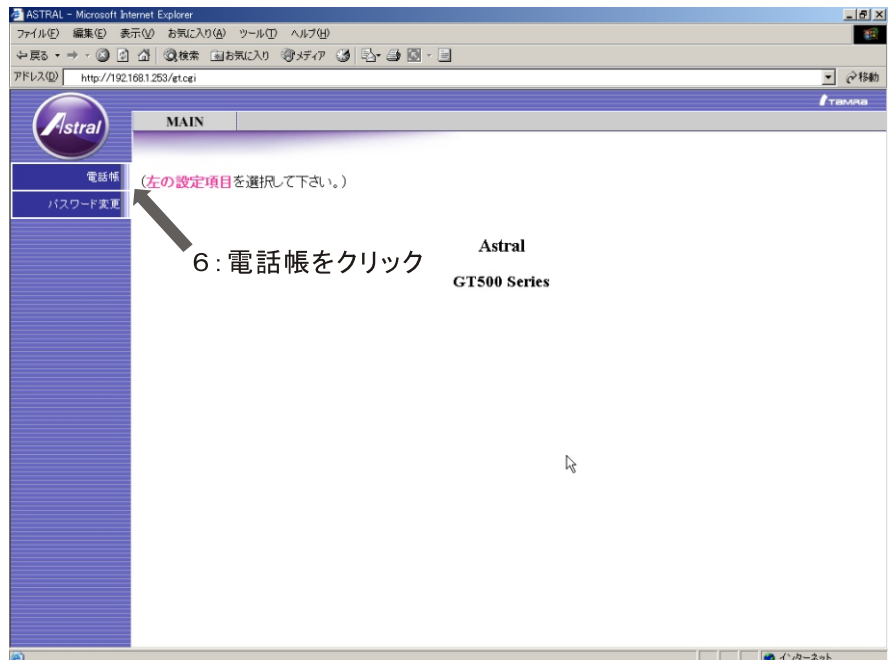 ASTRAL - Microsoft Internet Explorer
ファイル(F) 編集(E) 表示(V) お気に入り(A) ツール(T) ヘルプ(H)
戻る 検索 お気に入り メディア
アドレス(D) http://192.168.1.253/gt.cgi 移動
TAMRA
Astral
MAIN
電話帳
(左の設定項目を選択して下さい。)
パスワード変更
6:電話帳をクリック
Astral
GT500 Series
インターネット